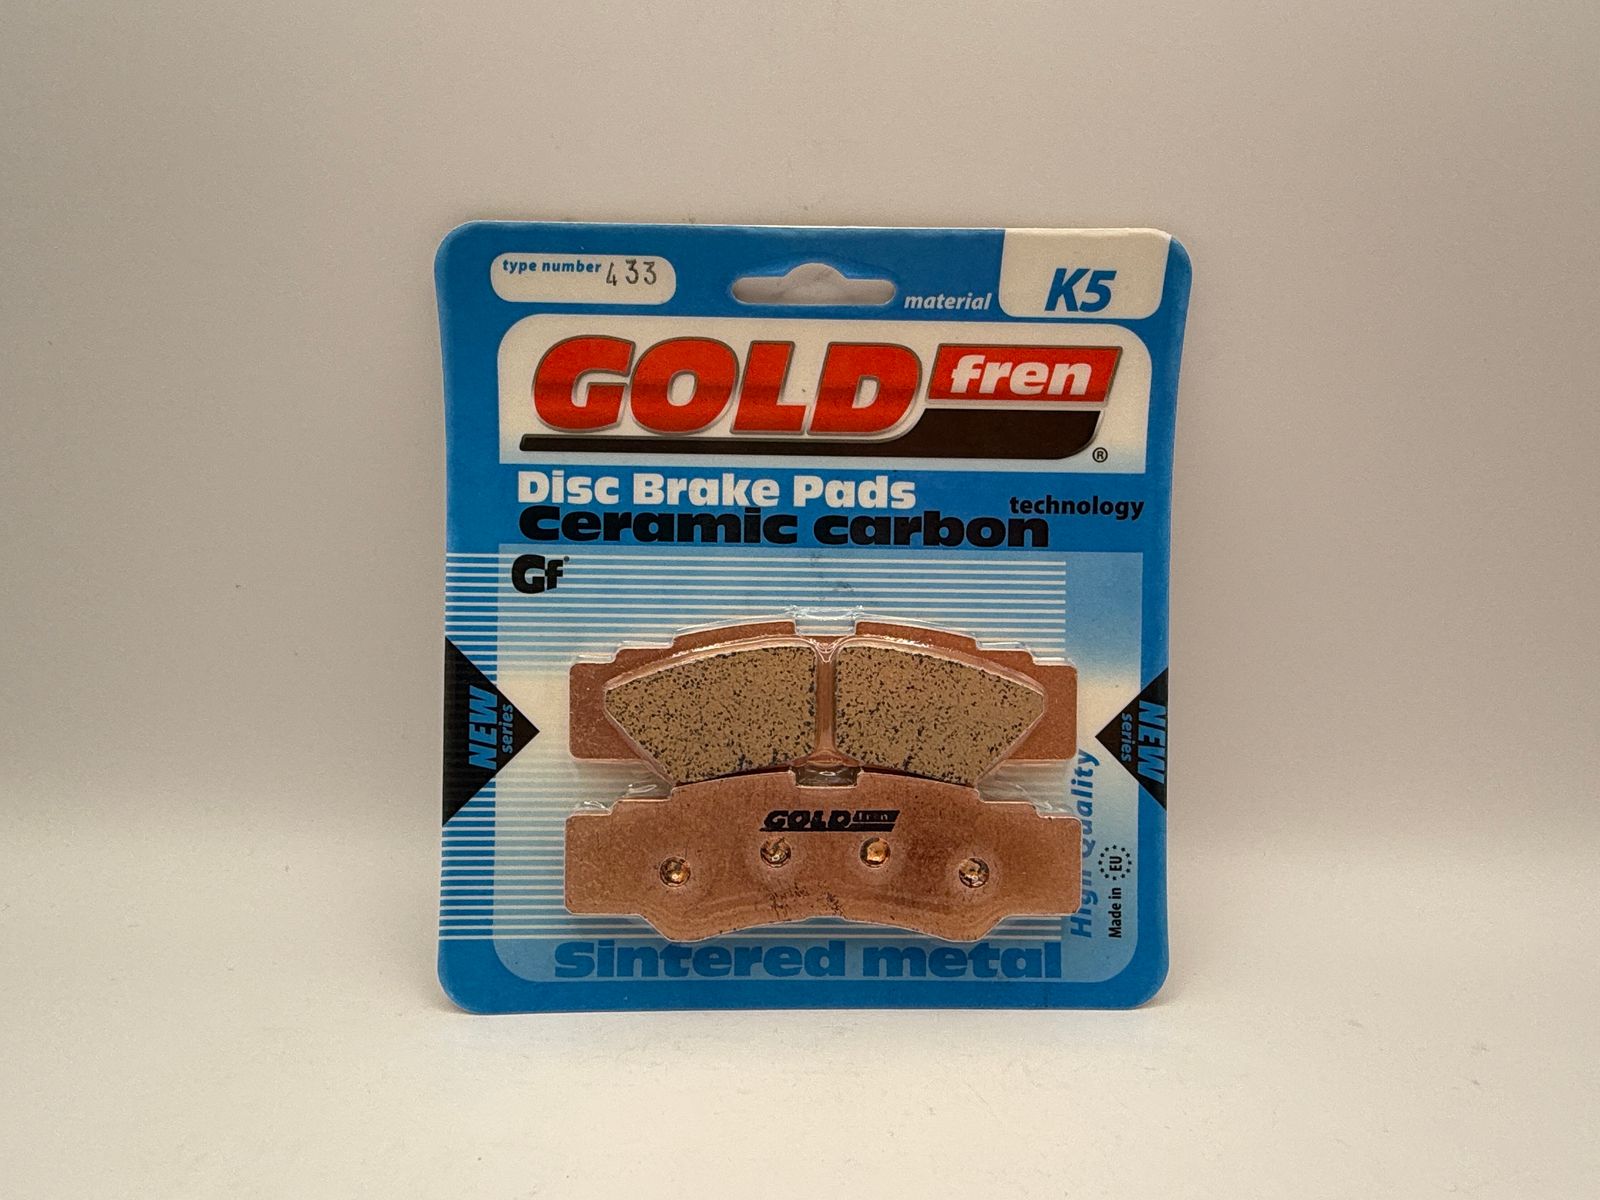 type number 433
material K5
GOLD fren ®
Disc Brake Pads
Ceramic carbon technology
Gf
NEW series
NEW series
GOLD fren
High Quality
Made in EU
Sintered metal